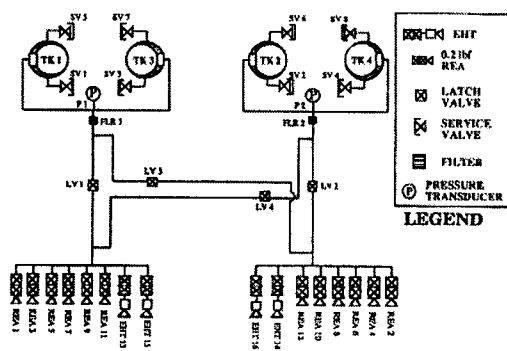 SV 5
SV 7
SV 6
SV 8
TK 1
TK 3
TK 2
TK 4
SV 1
SV 3
SV 2
SV 4
P
P
P 1
P2
FLR 1
FLR 2
LV 3
LV 1
LV 2
LV 4
REA 1
REA 3
REA 5
REA 7
REA 9
REA 11
EHT 13
EHT 15
EHT 16
EHT 14
REA 12
REA 10
REA 8
REA 6
REA 4
REA 2
EHT
0.2 lbf
REA
LATCH
VALVE
SERVICE
VALVE
FILTER
P
PRESSURE
TRANSDUCER
LEGEND